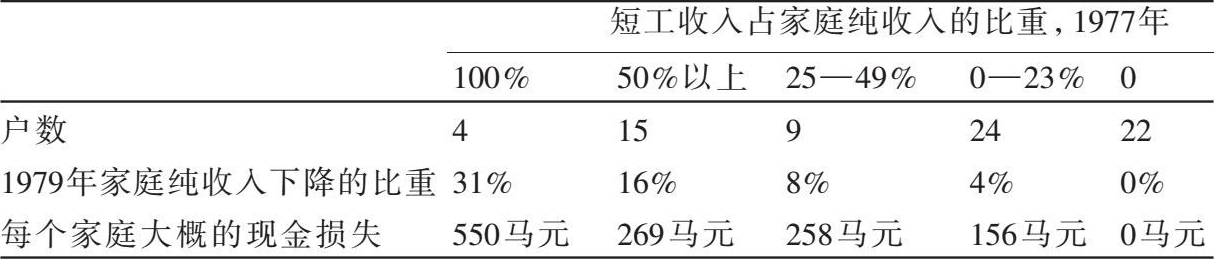 短工收入占家庭纯收入的比重，1977年
100% 50%以上 25—49% 0—23% 0
户数 4 15 9 24 22
1979年家庭纯收入下降的比重 31% 16% 8% 4% 0%
每个家庭大概的现金损失 550马元 269马元 258马元 156马元 0马元